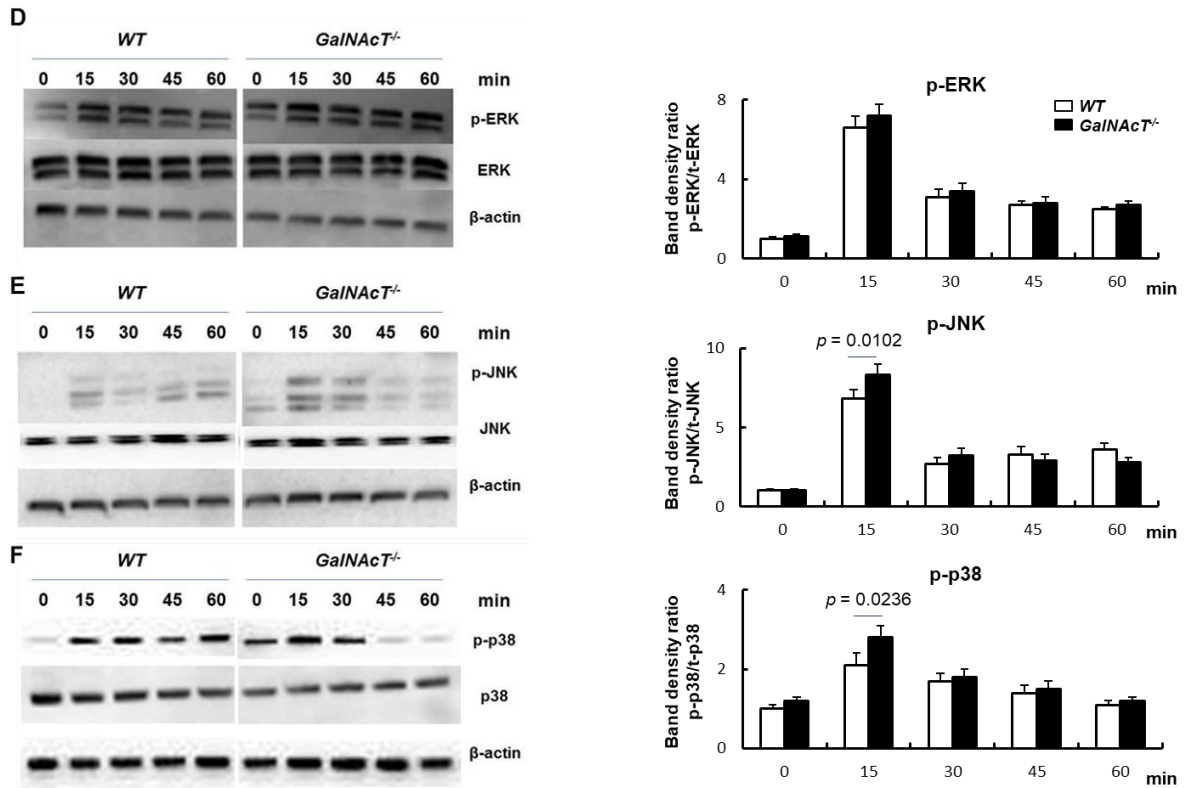 D
WT GalNAcT-/-
0 15 30 45 60 0 15 30 45 60 min
p-ERK
ERK
β-actin
p-ERK
WT
GalNAcT-/-
Band density ratio
p-ERK/t-ERK
8
4
0
0 15 30 45 60 min
E
WT GalNAcT-/-
0 15 30 45 60 0 15 30 45 60 min
p-JNK
JNK
β-actin
p-JNK
p = 0.0102
Band density ratio
p-JNK/t-JNK
10
5
0
0 15 30 45 60 min
F
WT GalNAcT-/-
0 15 30 45 60 0 15 30 45 60 min
p-p38
p38
β-actin
p-p38
p = 0.0236
Band density ratio
p-p38/t-p38
4
2
0
0 15 30 45 60 min